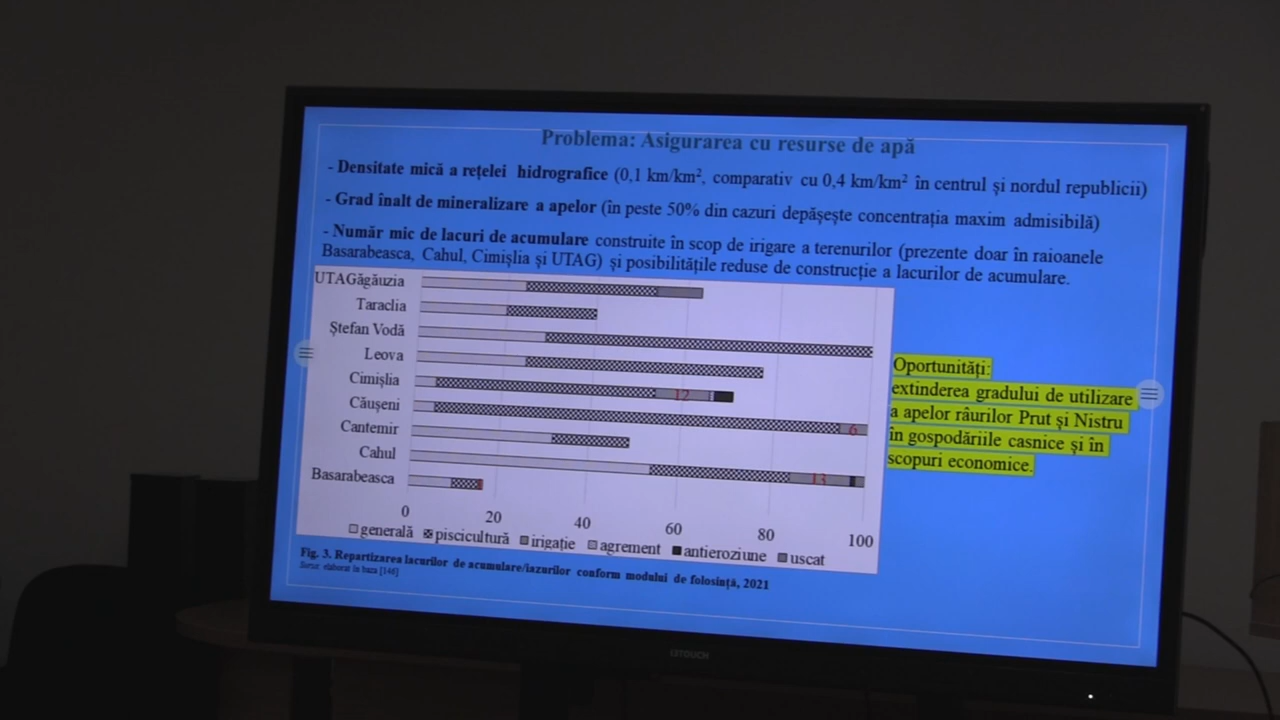 Problema: Asigurarea cu resurse de apă
- Densitate mică a rețelei hidrografice (0,1 km/km², comparativ cu 0,4 km/km² în centrul și nordul republicii)
- Grad înalt de mineralizare a apelor (în peste 50% din cazuri depășește concentrația maxim admisibilă)
- Număr mic de lacuri de acumulare construite în scop de irigare a terenurilor (prezente doar în raioanele
Basarabeasca, Cahul, Cimișlia și UTAG) și posibilitățile reduse de construcție a lacurilor de acumulare.
UTAGăgăuzia
Taraclia
Ștefan Vodă
Leova
Cimișlia
12
Căușeni
6
Cantemir
Cahul
13
Basarabeasca
0 20 40 60 80 100
generală piscicultură irigație agrement antieroziune uscat
Fig. 3. Repartizarea lacurilor de acumulare/iazurilor conform modului de folosință, 2021
Sursa: elaborat în baza [146]
Oportunități:
extinderea gradului de utilizare
a apelor râurilor Prut și Nistru
în gospodăriile casnice și în
scopuri economice.